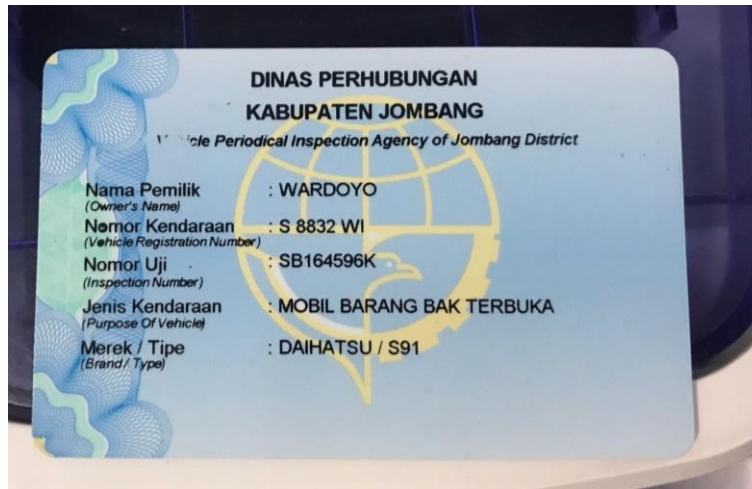 DINAS PERHUBUNGAN
KABUPATEN JOMBANG
Periodical Inspection Agency of Jombang District
Nama Pemilik : WARDOYO
(Owner's Name)
Nomor Kendaraan : S 8832 WI
(Vehicle Registration Number)
Nomor Uji : SB164596K
(Inspection Number)
Jenis Kendaraan : MOBIL BARANG BAK TERBUKA
(Purpose Of Vehicle)
Merek / Tipe : DAIHATSU / S91
(Brand / Type)